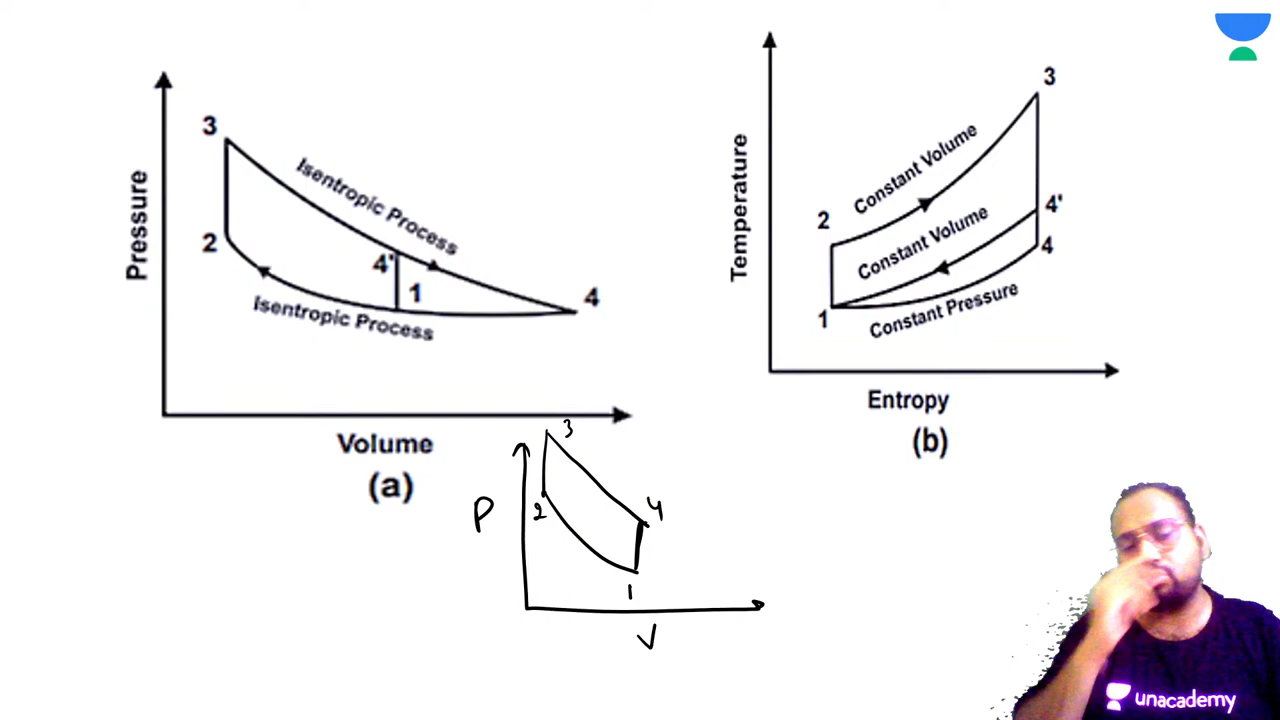 3
Isentropic Process
Pressure
2
4'
1
4
Isentropic Process
Volume
(a)
3
Constant Volume
Temperature
2
Constant Volume
4'
4
1
Constant Pressure
Entropy
(b)
3
P
2
4
1
V
unacademy